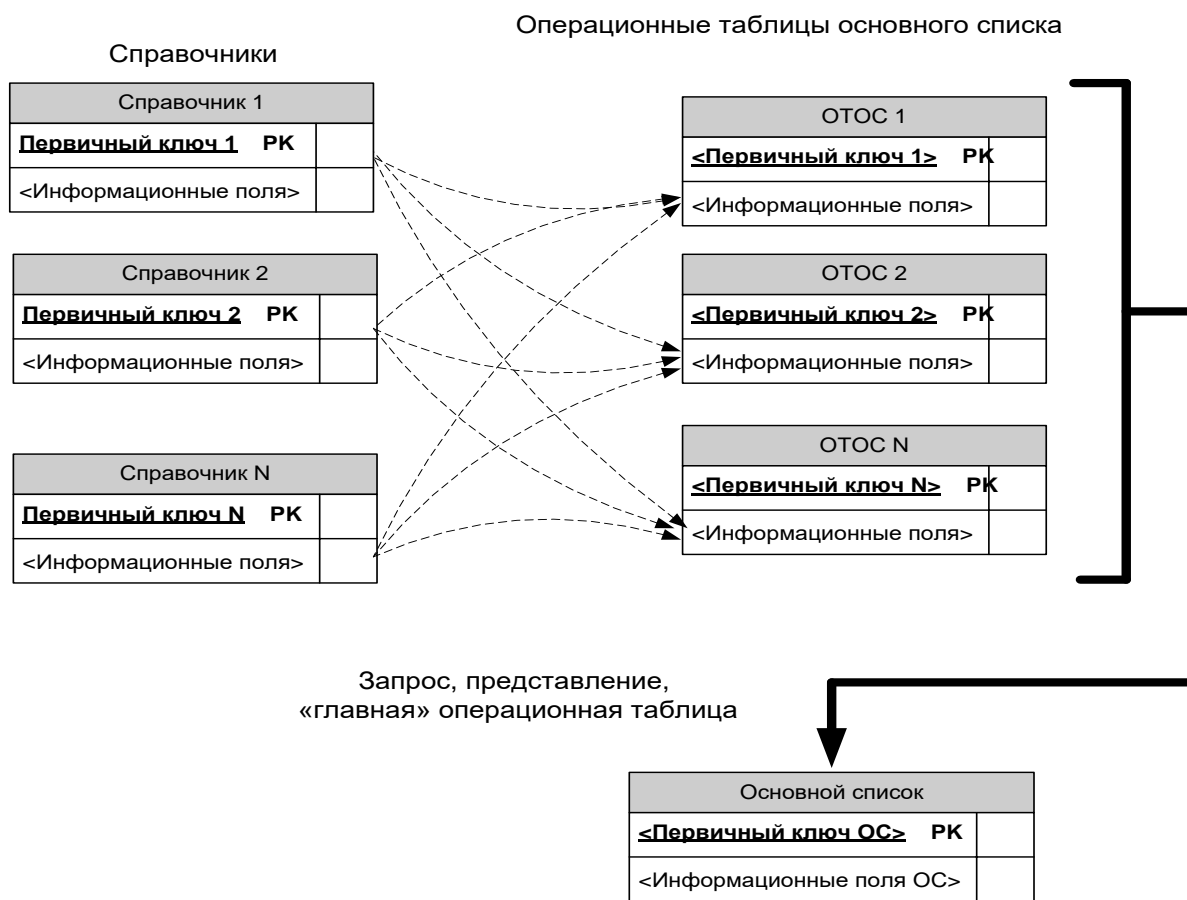 Операционные таблицы основного списка
Справочники
Справочник 1
Первичный ключ 1 PK
<Информационные поля>
Справочник 2
Первичный ключ 2 PK
<Информационные поля>
Справочник N
Первичный ключ N PK
<Информационные поля>
ОТОС 1
<Первичный ключ 1> PK
<Информационные поля>
ОТОС 2
<Первичный ключ 2> PK
<Информационные поля>
ОТОС N
<Первичный ключ N> PK
<Информационные поля>
Запрос, представление,
«главная» операционная таблица
Основной список
<Первичный ключ ОС> PK
<Информационные поля ОС>